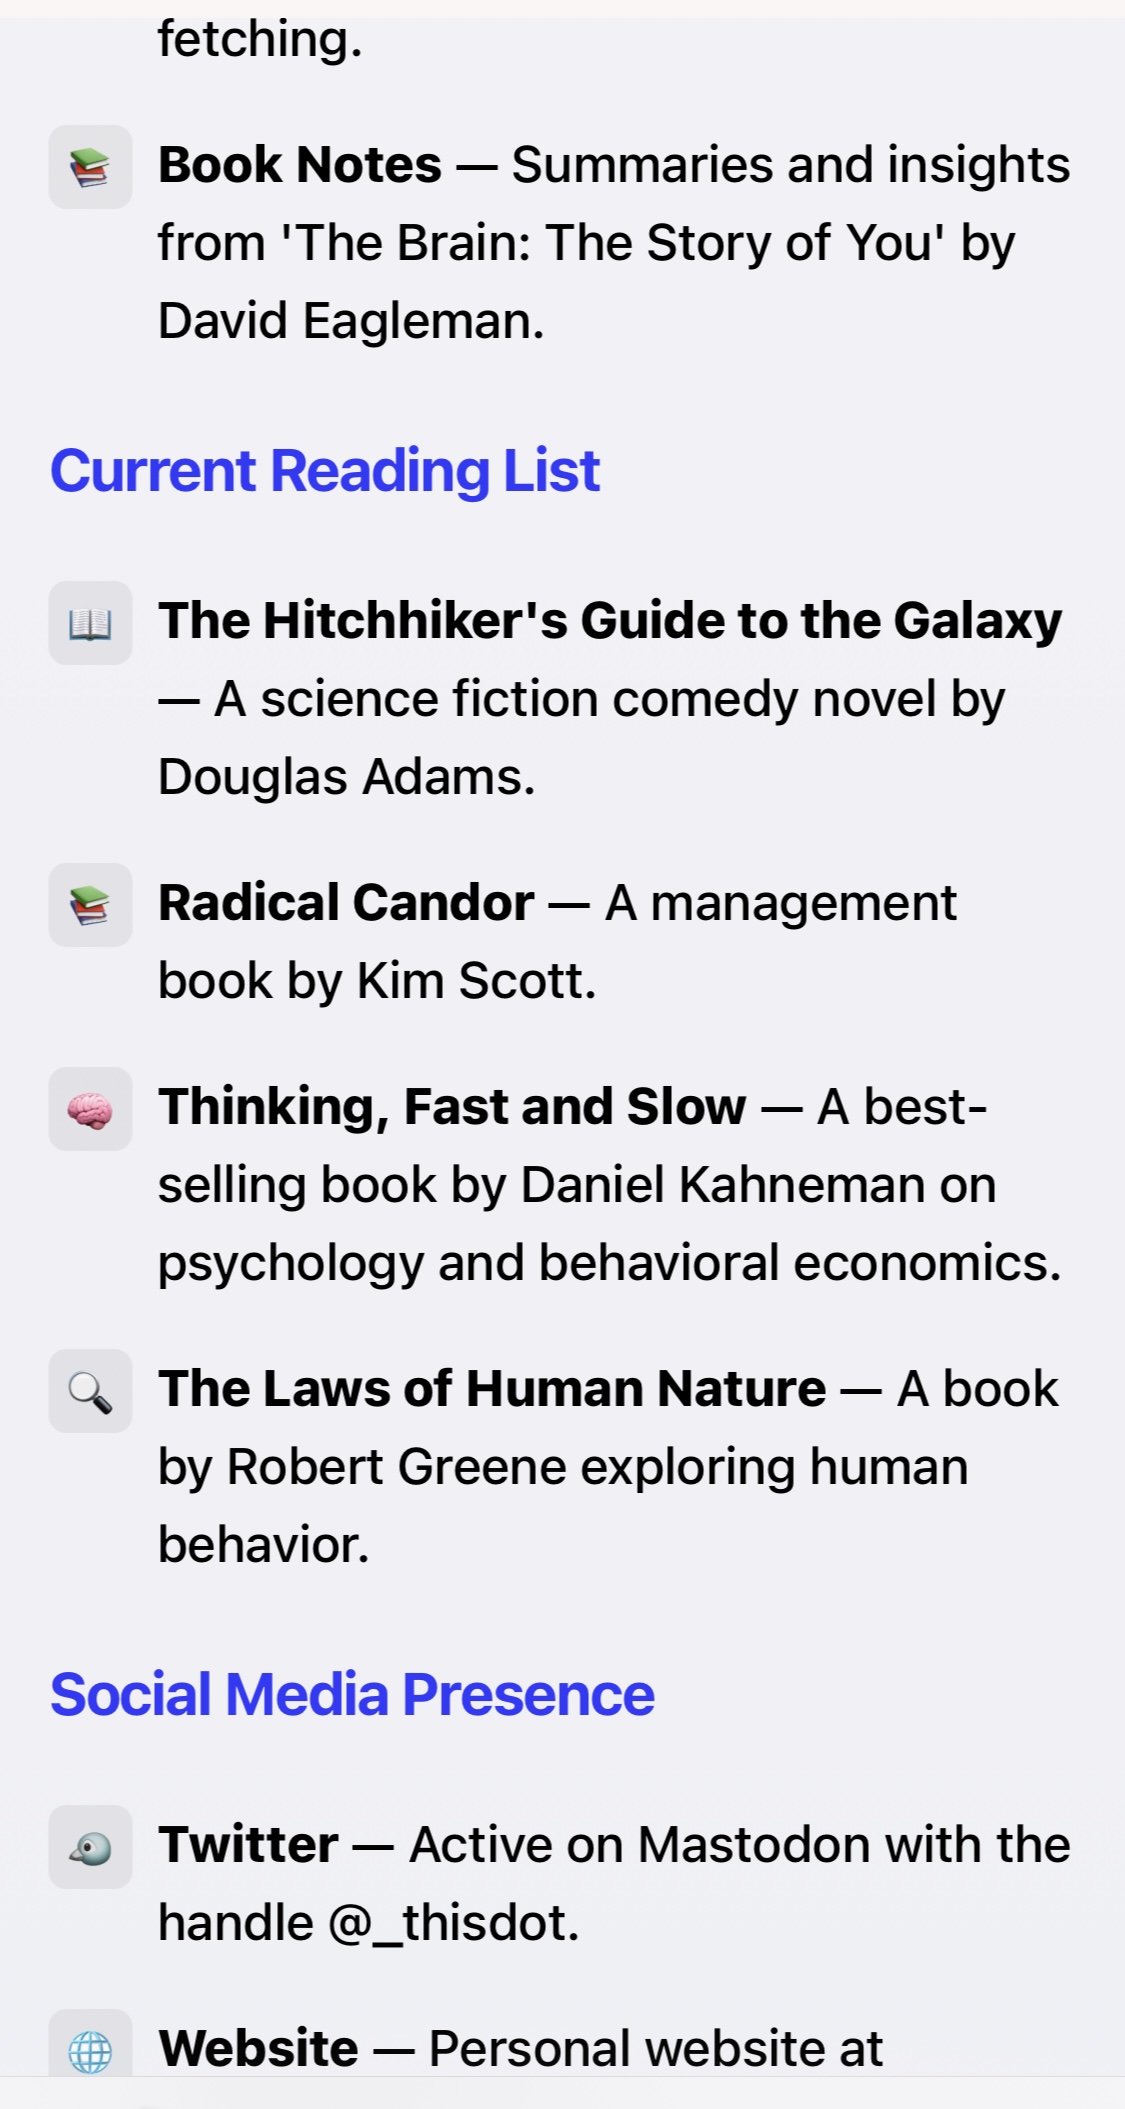 fetching.
Book Notes — Summaries and insights
from 'The Brain: The Story of You' by
David Eagleman.
Current Reading List
The Hitchhiker's Guide to the Galaxy
— A science fiction comedy novel by
Douglas Adams.
Radical Candor — A management
book by Kim Scott.
Thinking, Fast and Slow — A best-
selling book by Daniel Kahneman on
psychology and behavioral economics.
The Laws of Human Nature — A book
by Robert Greene exploring human
behavior.
Social Media Presence
Twitter — Active on Mastodon with the
handle @_thisdot.
Website — Personal website at